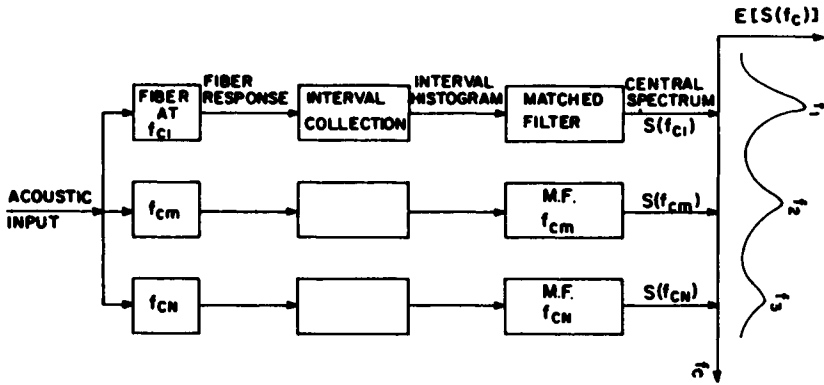 E[S(fc)]
FIBER AT fc1
FIBER RESPONSE
INTERVAL COLLECTION
INTERVAL HISTOGRAM
MATCHED FILTER
CENTRAL SPECTRUM
S(fc1)
f1
ACOUSTIC INPUT
fcm
M.F. fcm
S(fcm)
f2
fcN
M.F. fcN
S(fcN)
f3
fc